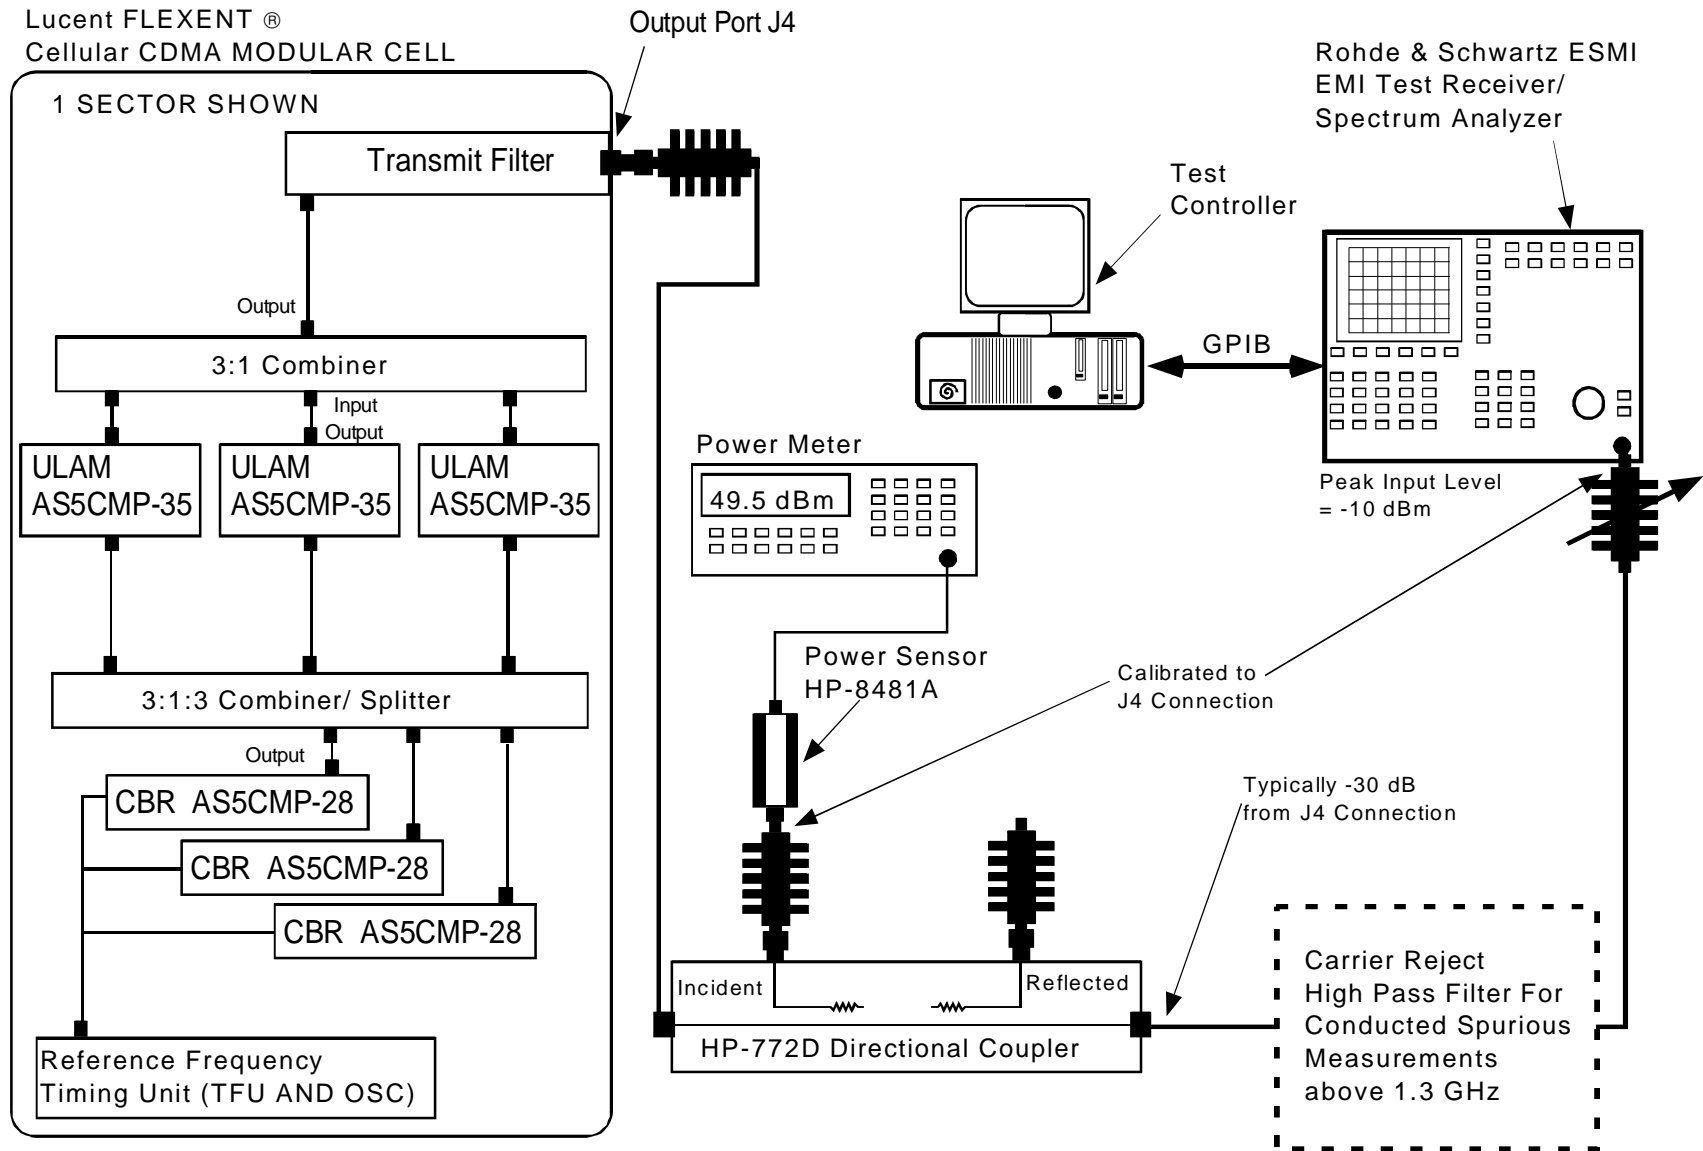 Lucent FLEXENT ®
Cellular CDMA MODULAR CELL
Output Port J4
1 SECTOR SHOWN
Transmit Filter
Output
3:1 Combiner
Input
Output
ULAM
AS5CMP-35
ULAM
AS5CMP-35
ULAM
AS5CMP-35
3:1:3 Combiner/ Splitter
Output
CBR AS5CMP-28
CBR AS5CMP-28
CBR AS5CMP-28
Reference Frequency
Timing Unit (TFU AND OSC)
Rohde & Schwartz ESMI
EMI Test Receiver/
Spectrum Analyzer
Test
Controller
GPIB
Power Meter
49.5 dBm
Peak Input Level
= -10 dBm
Power Sensor
HP-8481A
Calibrated to
J4 Connection
Typically -30 dB
from J4 Connection
Incident
Reflected
HP-772D Directional Coupler
Carrier Reject
High Pass Filter For
Conducted Spurious
Measurements
above 1.3 GHz